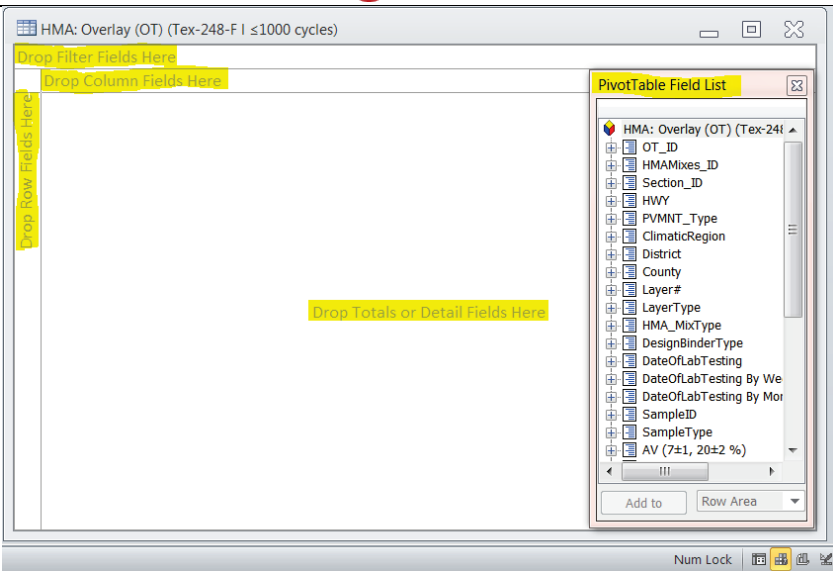 HMA: Overlay (OT) (Tex-248-F I ≤1000 cycles)
Drop Filter Fields Here
Drop Column Fields Here
Drop Row Fields Here
Drop Totals or Detail Fields Here
PivotTable Field List
HMA: Overlay (OT) (Tex-248
OT_ID
HMAMixes_ID
Section_ID
HWY
PVMNT_Type
ClimaticRegion
District
County
Layer#
LayerType
HMA_MixType
DesignBinderType
DateOfLabTesting
DateOfLabTesting By We
DateOfLabTesting By Mor
SampleID
SampleType
AV (7±1, 20±2 %)
Add to
Row Area
Num Lock